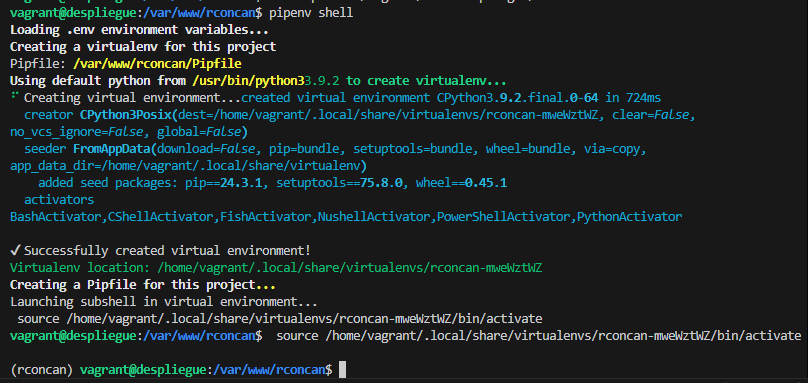 vagrant@despliegue:/var/www/rconcan$ pipenv shell
Loading .env environment variables...
Creating a virtualenv for this project
Pipfile: /var/www/rconcan/Pipfile
Using default python from /usr/bin/python33.9.2 to create virtualenv...
⠋ Creating virtual environment...created virtual environment CPython3.9.2.final.0-64 in 724ms
  creator CPython3Posix(dest=/home/vagrant/.local/share/virtualenvs/rconcan-mweWztWZ, clear=False,
no_vcs_ignore=False, global=False)
  seeder FromAppData(download=False, pip=bundle, setuptools=bundle, wheel=bundle, via=copy,
app_data_dir=/home/vagrant/.local/share/virtualenv)
    added seed packages: pip==24.3.1, setuptools==75.8.0, wheel==0.45.1
  activators
BashActivator,CShellActivator,FishActivator,NushellActivator,PowerShellActivator,PythonActivator
✔ Successfully created virtual environment!
Virtualenv location: /home/vagrant/.local/share/virtualenvs/rconcan-mweWztWZ
Creating a Pipfile for this project...
Launching subshell in virtual environment...
 source /home/vagrant/.local/share/virtualenvs/rconcan-mweWztWZ/bin/activate
vagrant@despliegue:/var/www/rconcan$  source /home/vagrant/.local/share/virtualenvs/rconcan-mweWztWZ/bin/activate
(rconcan) vagrant@despliegue:/var/www/rconcan$